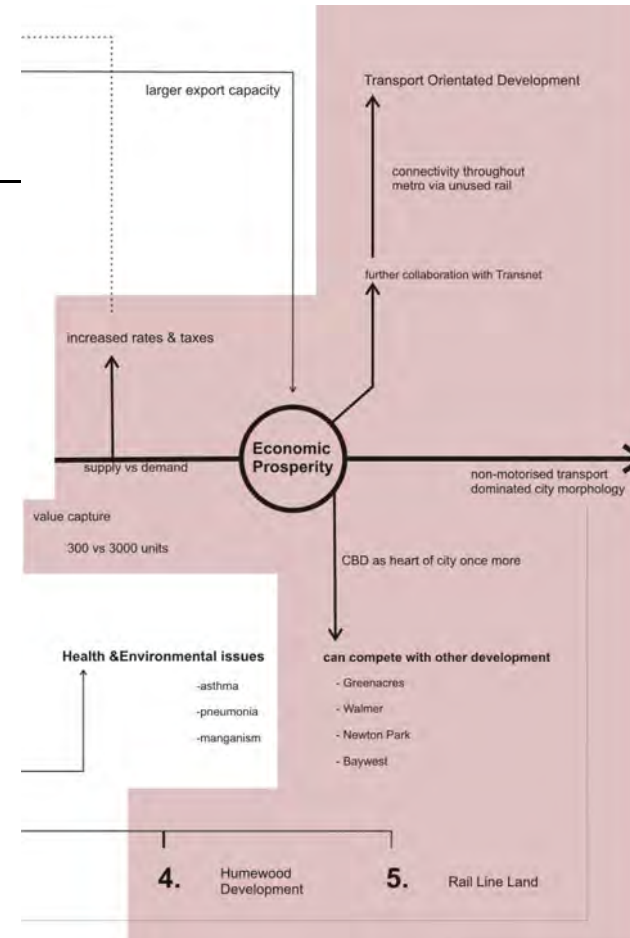 Transport Orientated Development
larger export capacity
connectivity throughout
metro via unused rail
further collaboration with Transnet
increased rates & taxes
Economic
Prosperity
supply vs demand
non-motorised transport
dominated city morphology
value capture
300 vs 3000 units
CBD as heart of city once more
Health &Environmental issues
-asthma
-pneumonia
-manganism
can compete with other development
- Greenacres
- Walmer
- Newton Park
- Baywest
4.
Humewood
Development
5.
Rail Line Land